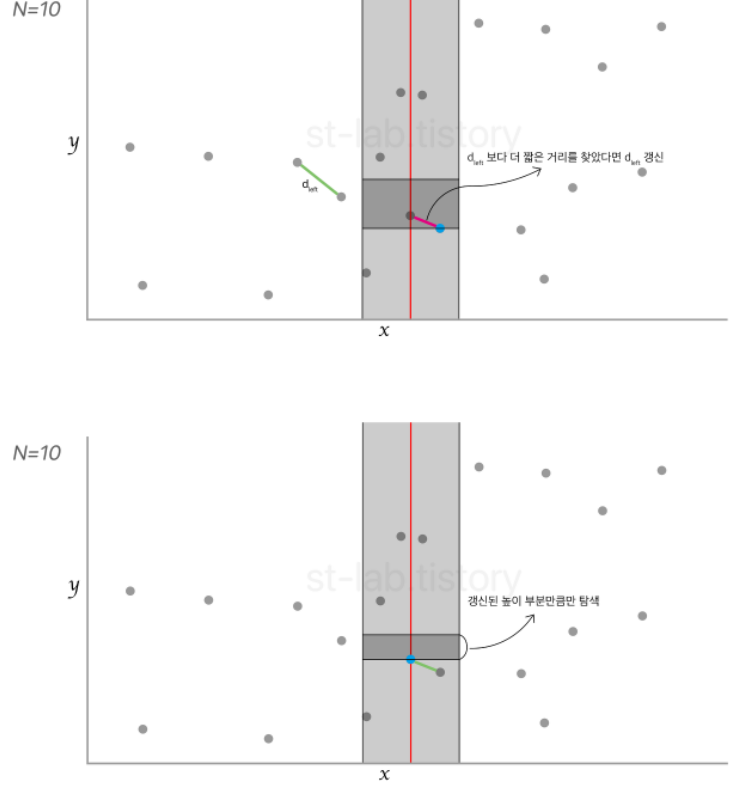 N=10
st-lab.tistory
y
d_left 보다 더 짧은 거리를 찾았다면 d_left 갱신
d_left
x
N=10
st-lab.tistory
y
갱신된 높이 부분만큼만 탐색
x